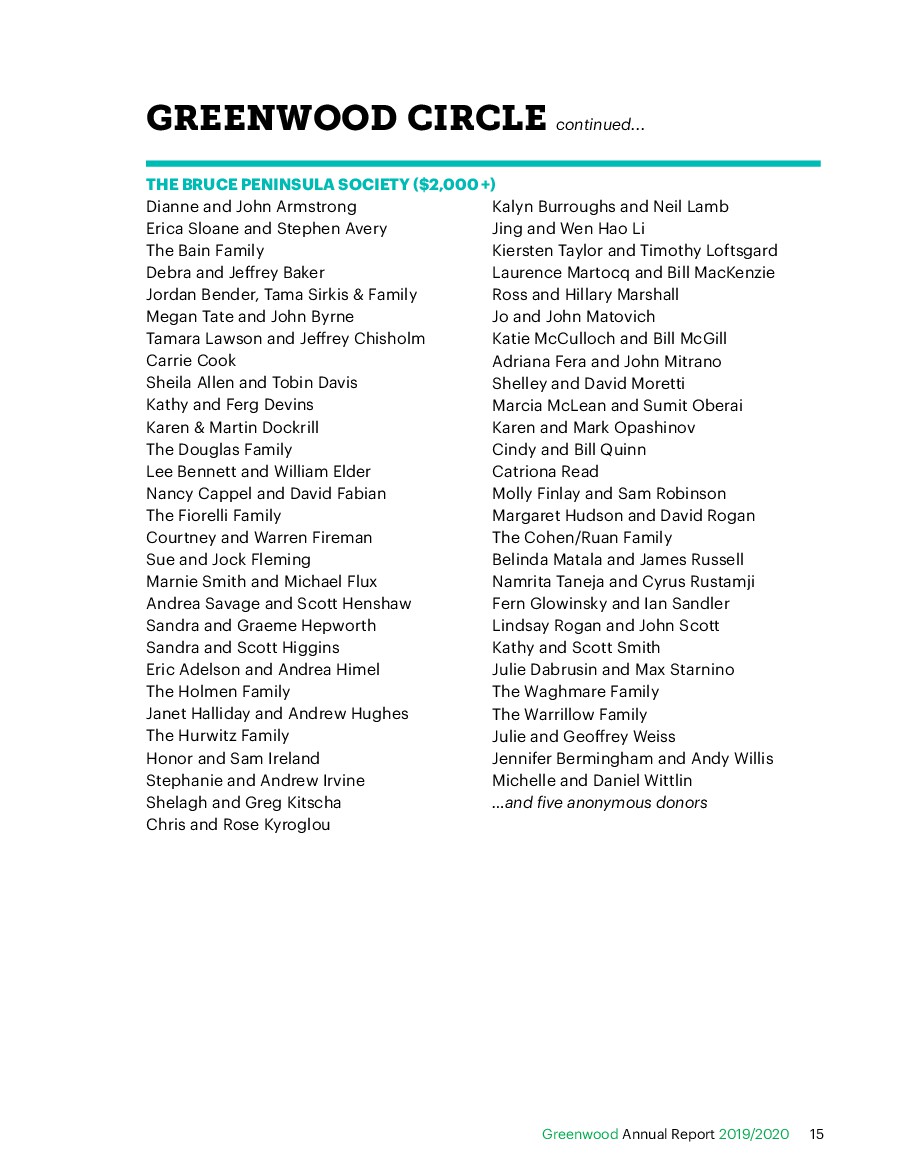 GREENWOOD CIRCLE continued...
THE BRUCE PENINSULA SOCIETY ($2,000 +)
Dianne and John Armstrong
Erica Sloane and Stephen Avery
The Bain Family
Debra and Jeffrey Baker
Jordan Bender, Tama Sirkis & Family
Megan Tate and John Byrne
Tamara Lawson and Jeffrey Chisholm
Carrie Cook
Sheila Allen and Tobin Davis
Kathy and Ferg Devins
Karen & Martin Dockrill
The Douglas Family
Lee Bennett and William Elder
Nancy Cappel and David Fabian
The Fiorelli Family
Courtney and Warren Fireman
Sue and Jock Fleming
Marnie Smith and Michael Flux
Andrea Savage and Scott Henshaw
Sandra and Graeme Hepworth
Sandra and Scott Higgins
Eric Adelson and Andrea Himel
The Holmen Family
Janet Halliday and Andrew Hughes
The Hurwitz Family
Honor and Sam Ireland
Stephanie and Andrew Irvine
Shelagh and Greg Kitscha
Chris and Rose Kyroglou
Kalyn Burroughs and Neil Lamb
Jing and Wen Hao Li
Kiersten Taylor and Timothy Loftsgard
Laurence Martocq and Bill MacKenzie
Ross and Hillary Marshall
Jo and John Matovich
Katie McCulloch and Bill McGill
Adriana Fera and John Mitrano
Shelley and David Moretti
Marcia McLean and Sumit Oberai
Karen and Mark Opashinov
Cindy and Bill Quinn
Catriona Read
Molly Finlay and Sam Robinson
Margaret Hudson and David Rogan
The Cohen/Ruan Family
Belinda Matala and James Russell
Namrita Taneja and Cyrus Rustamji
Fern Glowinsky and Ian Sandler
Lindsay Rogan and John Scott
Kathy and Scott Smith
Julie Dabrusin and Max Starnino
The Waghmare Family
The Warrillow Family
Julie and Geoffrey Weiss
Jennifer Bermingham and Andy Willis
Michelle and Daniel Wittlin
...and five anonymous donors
Greenwood Annual Report 2019/2020 15